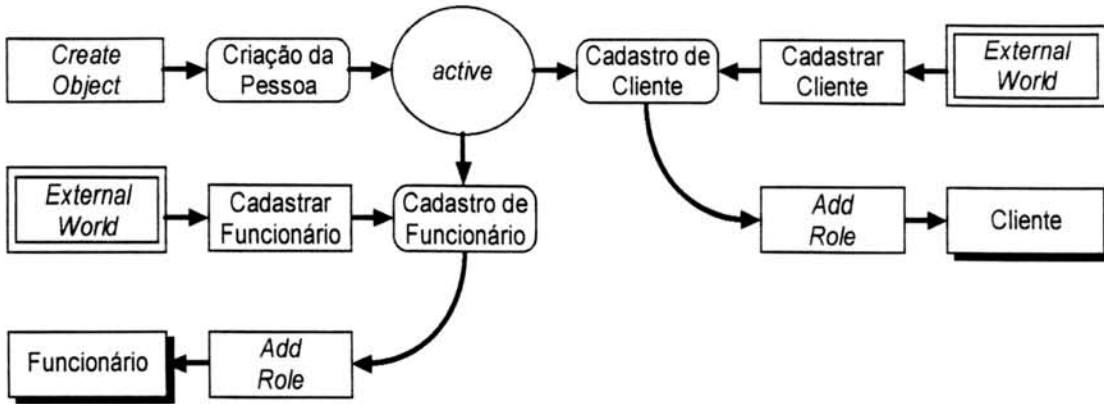 Create
Object
Criação da
Pessoa
active
Cadastro de
Cliente
Cadastrar
Cliente
External
World
External
World
Cadastrar
Funcionário
Cadastro de
Funcionário
Add
Role
Cliente
Funcionário
Add
Role